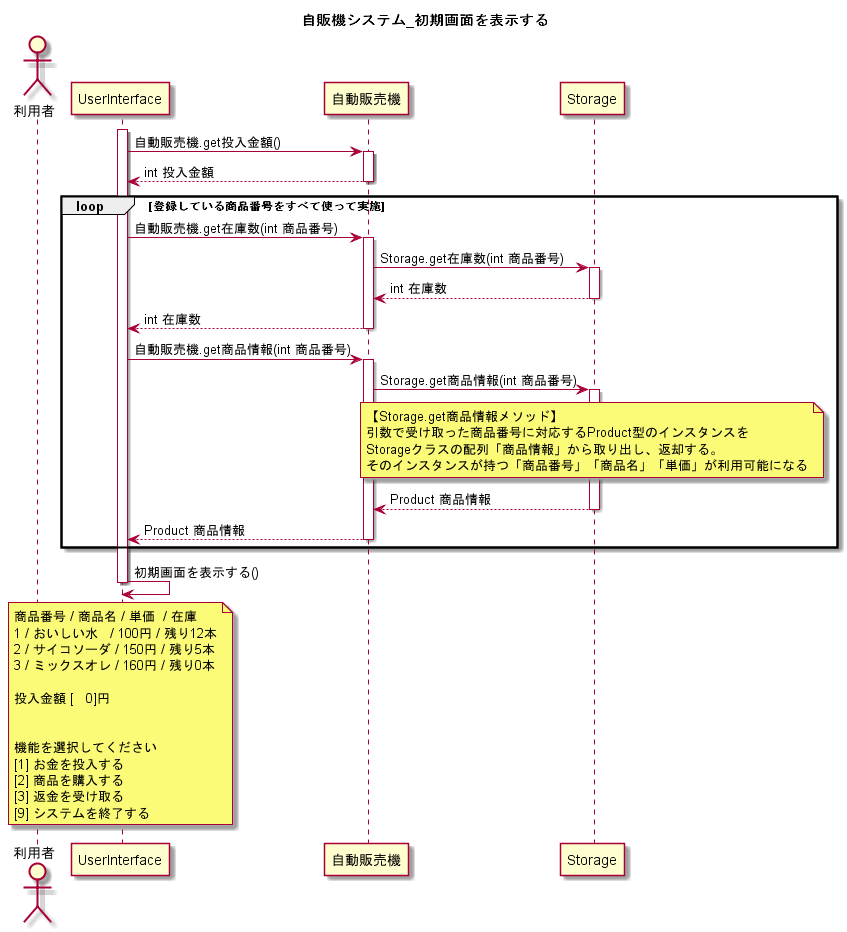 自販機システム_初期画面を表示する
利用者
UserInterface
自動販売機
Storage
自動販売機.get投入金額()
int 投入金額
loop
[登録している商品番号をすべて使って実施]
自動販売機.get在庫数(int 商品番号)
Storage.get在庫数(int 商品番号)
int 在庫数
int 在庫数
自動販売機.get商品情報(int 商品番号)
Storage.get商品情報(int 商品番号)
【Storage.get商品情報メソッド】
引数で受け取った商品番号に対応するProduct型のインスタンスを
Storageクラスの配列「商品情報」から取り出し、返却する。
そのインスタンスが持つ「商品番号」「商品名」「単価」が利用可能になる
Product 商品情報
Product 商品情報
初期画面を表示する()
商品番号 / 商品名 / 単価 / 在庫
1 / おいしい水 / 100円 / 残り12本
2 / サイコソーダ / 150円 / 残り5本
3 / ミックスオレ / 160円 / 残り0本
投入金額 [ 0]円
機能を選択してください
[1] お金を投入する
[2] 商品を購入する
[3] 返金を受け取る
[9] システムを終了する
利用者
UserInterface
自動販売機
Storage